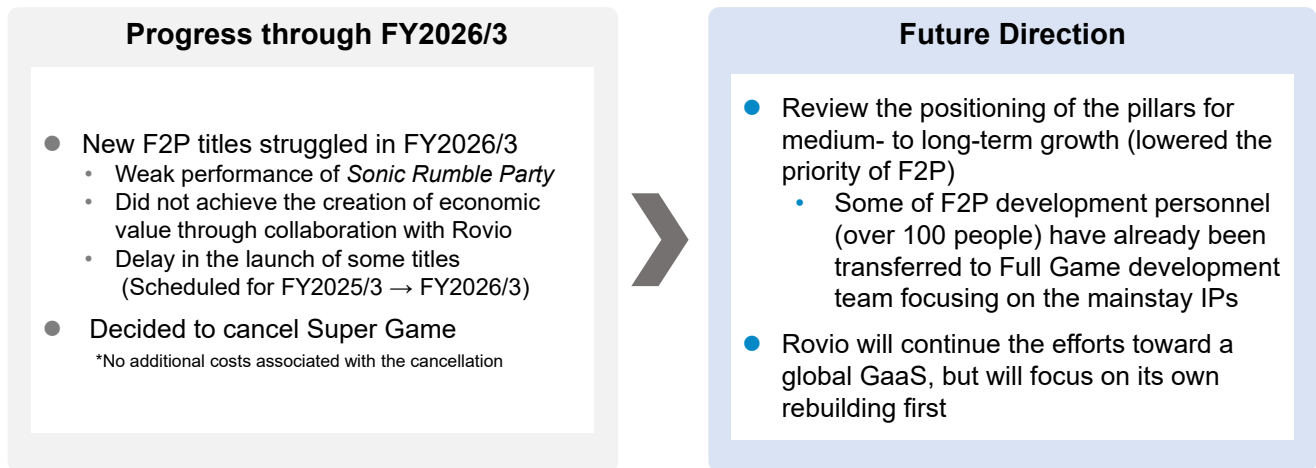 Progress through FY2026/3
● New F2P titles struggled in FY2026/3
• Weak performance of Sonic Rumble Party
• Did not achieve the creation of economic
value through collaboration with Rovio
• Delay in the launch of some titles
(Scheduled for FY2025/3 → FY2026/3)
● Decided to cancel Super Game
*No additional costs associated with the cancellation
Future Direction
● Review the positioning of the pillars for
medium- to long-term growth (lowered the
priority of F2P)
• Some of F2P development personnel
(over 100 people) have already been
transferred to Full Game development
team focusing on the mainstay IPs
● Rovio will continue the efforts toward a
global GaaS, but will focus on its own
rebuilding first